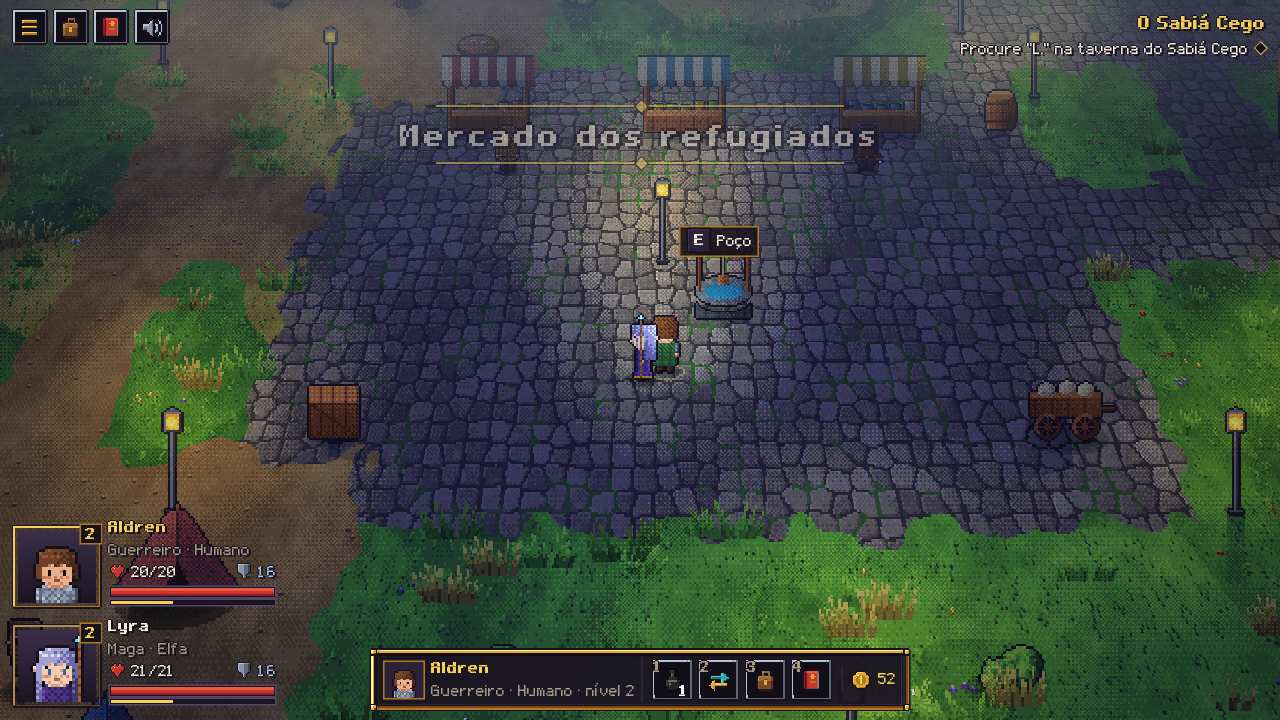 O Sabiá Cego
Procure "L." na taverna do Sabiá Cego
Mercado dos refugiados
E Poço
2
Aldren
Guerreiro · Humano
20/20 16
2
Lyra
Maga · Elfa
21/21 16
Aldren
Guerreiro · Humano · nível 2
1 1 2 3 4
52